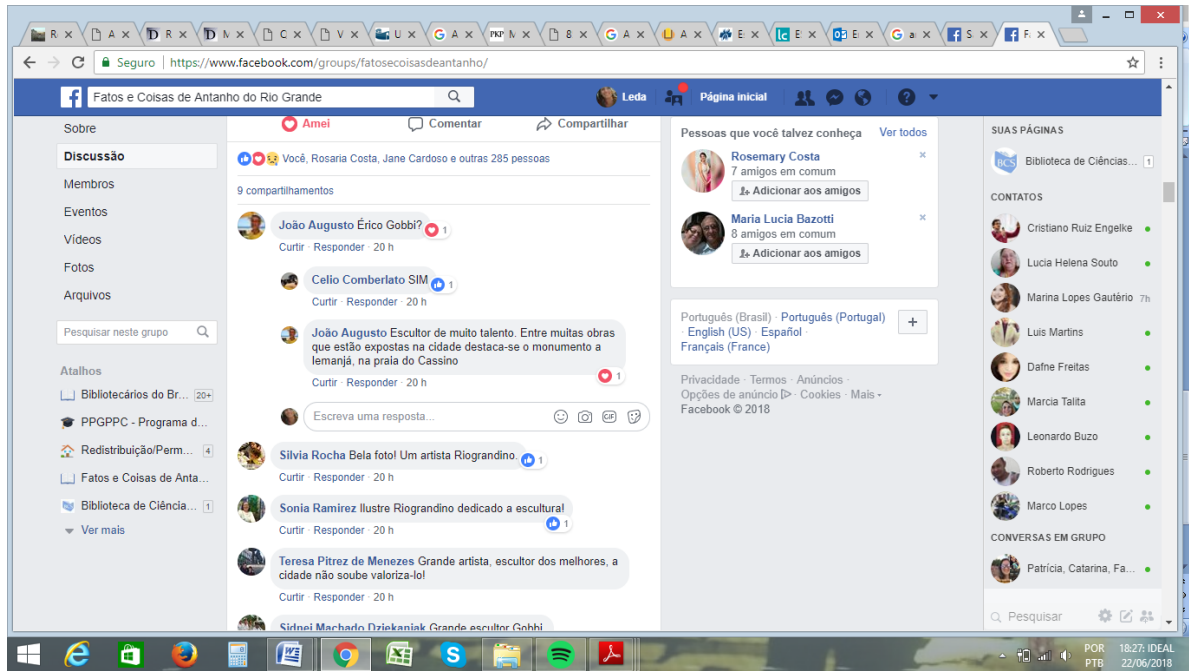 R
A
D R
D N
C
V
U
G A
PKP N
8
G A
U A
E
lc E
E
G a
S
F
Seguro | https://www.facebook.com/groups/fatosecoisasdeantanho/
Fatos e Coisas de Antanho do Rio Grande
Leda
Página inicial
Sobre
Discussão
Membros
Eventos
Vídeos
Fotos
Arquivos
Pesquisar neste grupo
Atalhos
Bibliotecários do Br... 20+
PPGPPC - Programa d...
Redistribuição/Perm... 4
Fatos e Coisas de Anta...
Biblioteca de Ciência... 1
Ver mais
Amei Comentar Compartilhar
Você, Rosaria Costa, Jane Cardoso e outras 285 pessoas
9 compartilhamentos
João Augusto Érico Gobbi? 1
Curtir · Responder · 20 h
Celio Comberlato SIM 1
Curtir · Responder · 20 h
João Augusto Escultor de muito talento. Entre muitas obras
que estão expostas na cidade destaca-se o monumento a
Iemanjá, na praia do Cassino
1
Curtir · Responder · 20 h
Escreva uma resposta...
GIF
Silvia Rocha Bela foto! Um artista Riograndino. 1
Curtir · Responder · 20 h
Sonia Ramirez Ilustre Riograndino dedicado a escultura!
1
Curtir · Responder · 20 h
Teresa Pitrez de Menezes Grande artista, escultor dos melhores, a
cidade não soube valoriza-lo!
Curtir · Responder · 20 h
Sidnei Machado Dziekaniak Grande escultor Gobbi
Pessoas que você talvez conheça Ver todos
Rosemary Costa
7 amigos em comum
Adicionar aos amigos
Maria Lucia Bazotti
8 amigos em comum
Adicionar aos amigos
Português (Brasil) · Português (Portugal)
· English (US) · Español ·
Français (France)
Privacidade · Termos · Anúncios ·
Opções de anúncio · Cookies · Mais
Facebook © 2018
SUAS PÁGINAS
BCS Biblioteca de Ciências... 1
CONTATOS
Cristiano Ruiz Engelke
Lucia Helena Souto
Marina Lopes Gautério 7h
Luis Martins
Dafne Freitas
Marcia Talita
Leonardo Buzo
Roberto Rodrigues
Marco Lopes
CONVERSAS EM GRUPO
Patrícia, Catarina, Fa...
Pesquisar
POR 18:27: IDEAL
PTB 22/06/2018